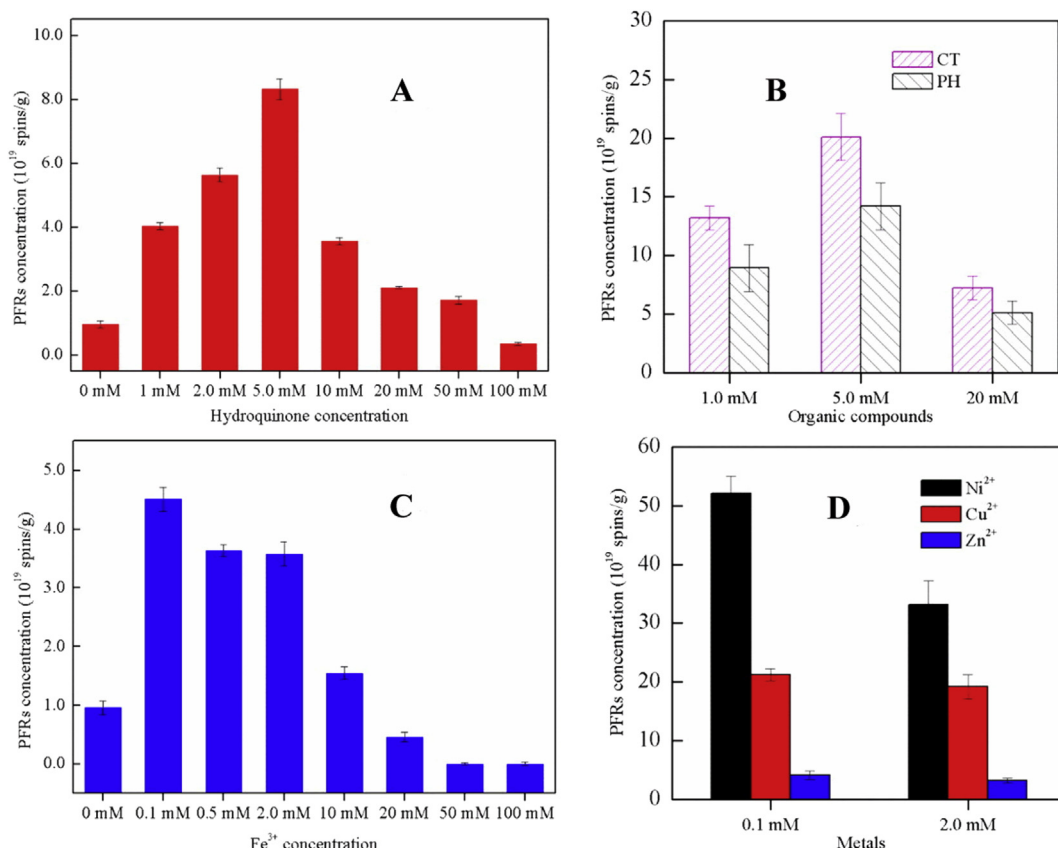 A
PFRs concentration (10¹⁹ spins/g)
10.0
8.0
6.0
4.0
2.0
0.0
0 mM 1 mM 2.0 mM 5.0 mM 10 mM 20 mM 50 mM 100 mM
Hydroquinone concentration
B
CT
PH
PFRs concentration (10¹⁹ spins/g)
30
25
20
15
10
5
0
1.0 mM 5.0 mM 20 mM
Organic compounds
C
PFRs concentration (10¹⁹ spins/g)
5.0
4.0
3.0
2.0
1.0
0.0
0 mM 0.1 mM 0.5 mM 2.0 mM 10 mM 20 mM 50 mM 100 mM
Fe³⁺ concentration
D
Ni²⁺
Cu²⁺
Zn²⁺
PFRs concentration (10¹⁹ spins/g)
60
50
40
30
20
10
0
0.1 mM 2.0 mM
Metals